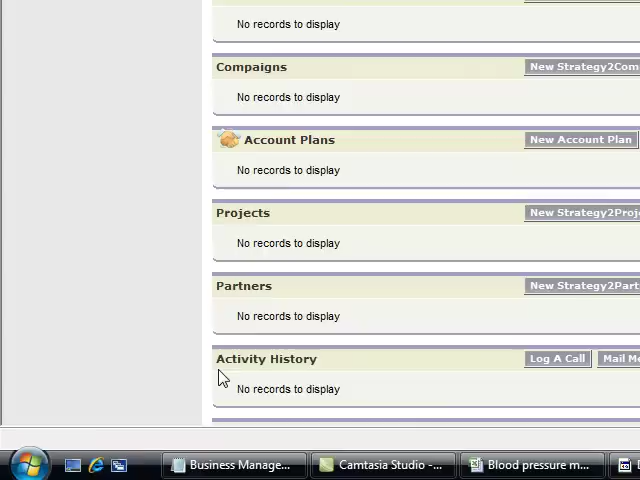 No records to display
Compaigns New Strategy2Com
No records to display
Account Plans New Account Plan
No records to display
Projects New Strategy2Proj
No records to display
Partners New Strategy2Part
No records to display
Activity History Log A Call Mail Me
No records to display
Business Manage... Camtasia Studio -... Blood pressure m...